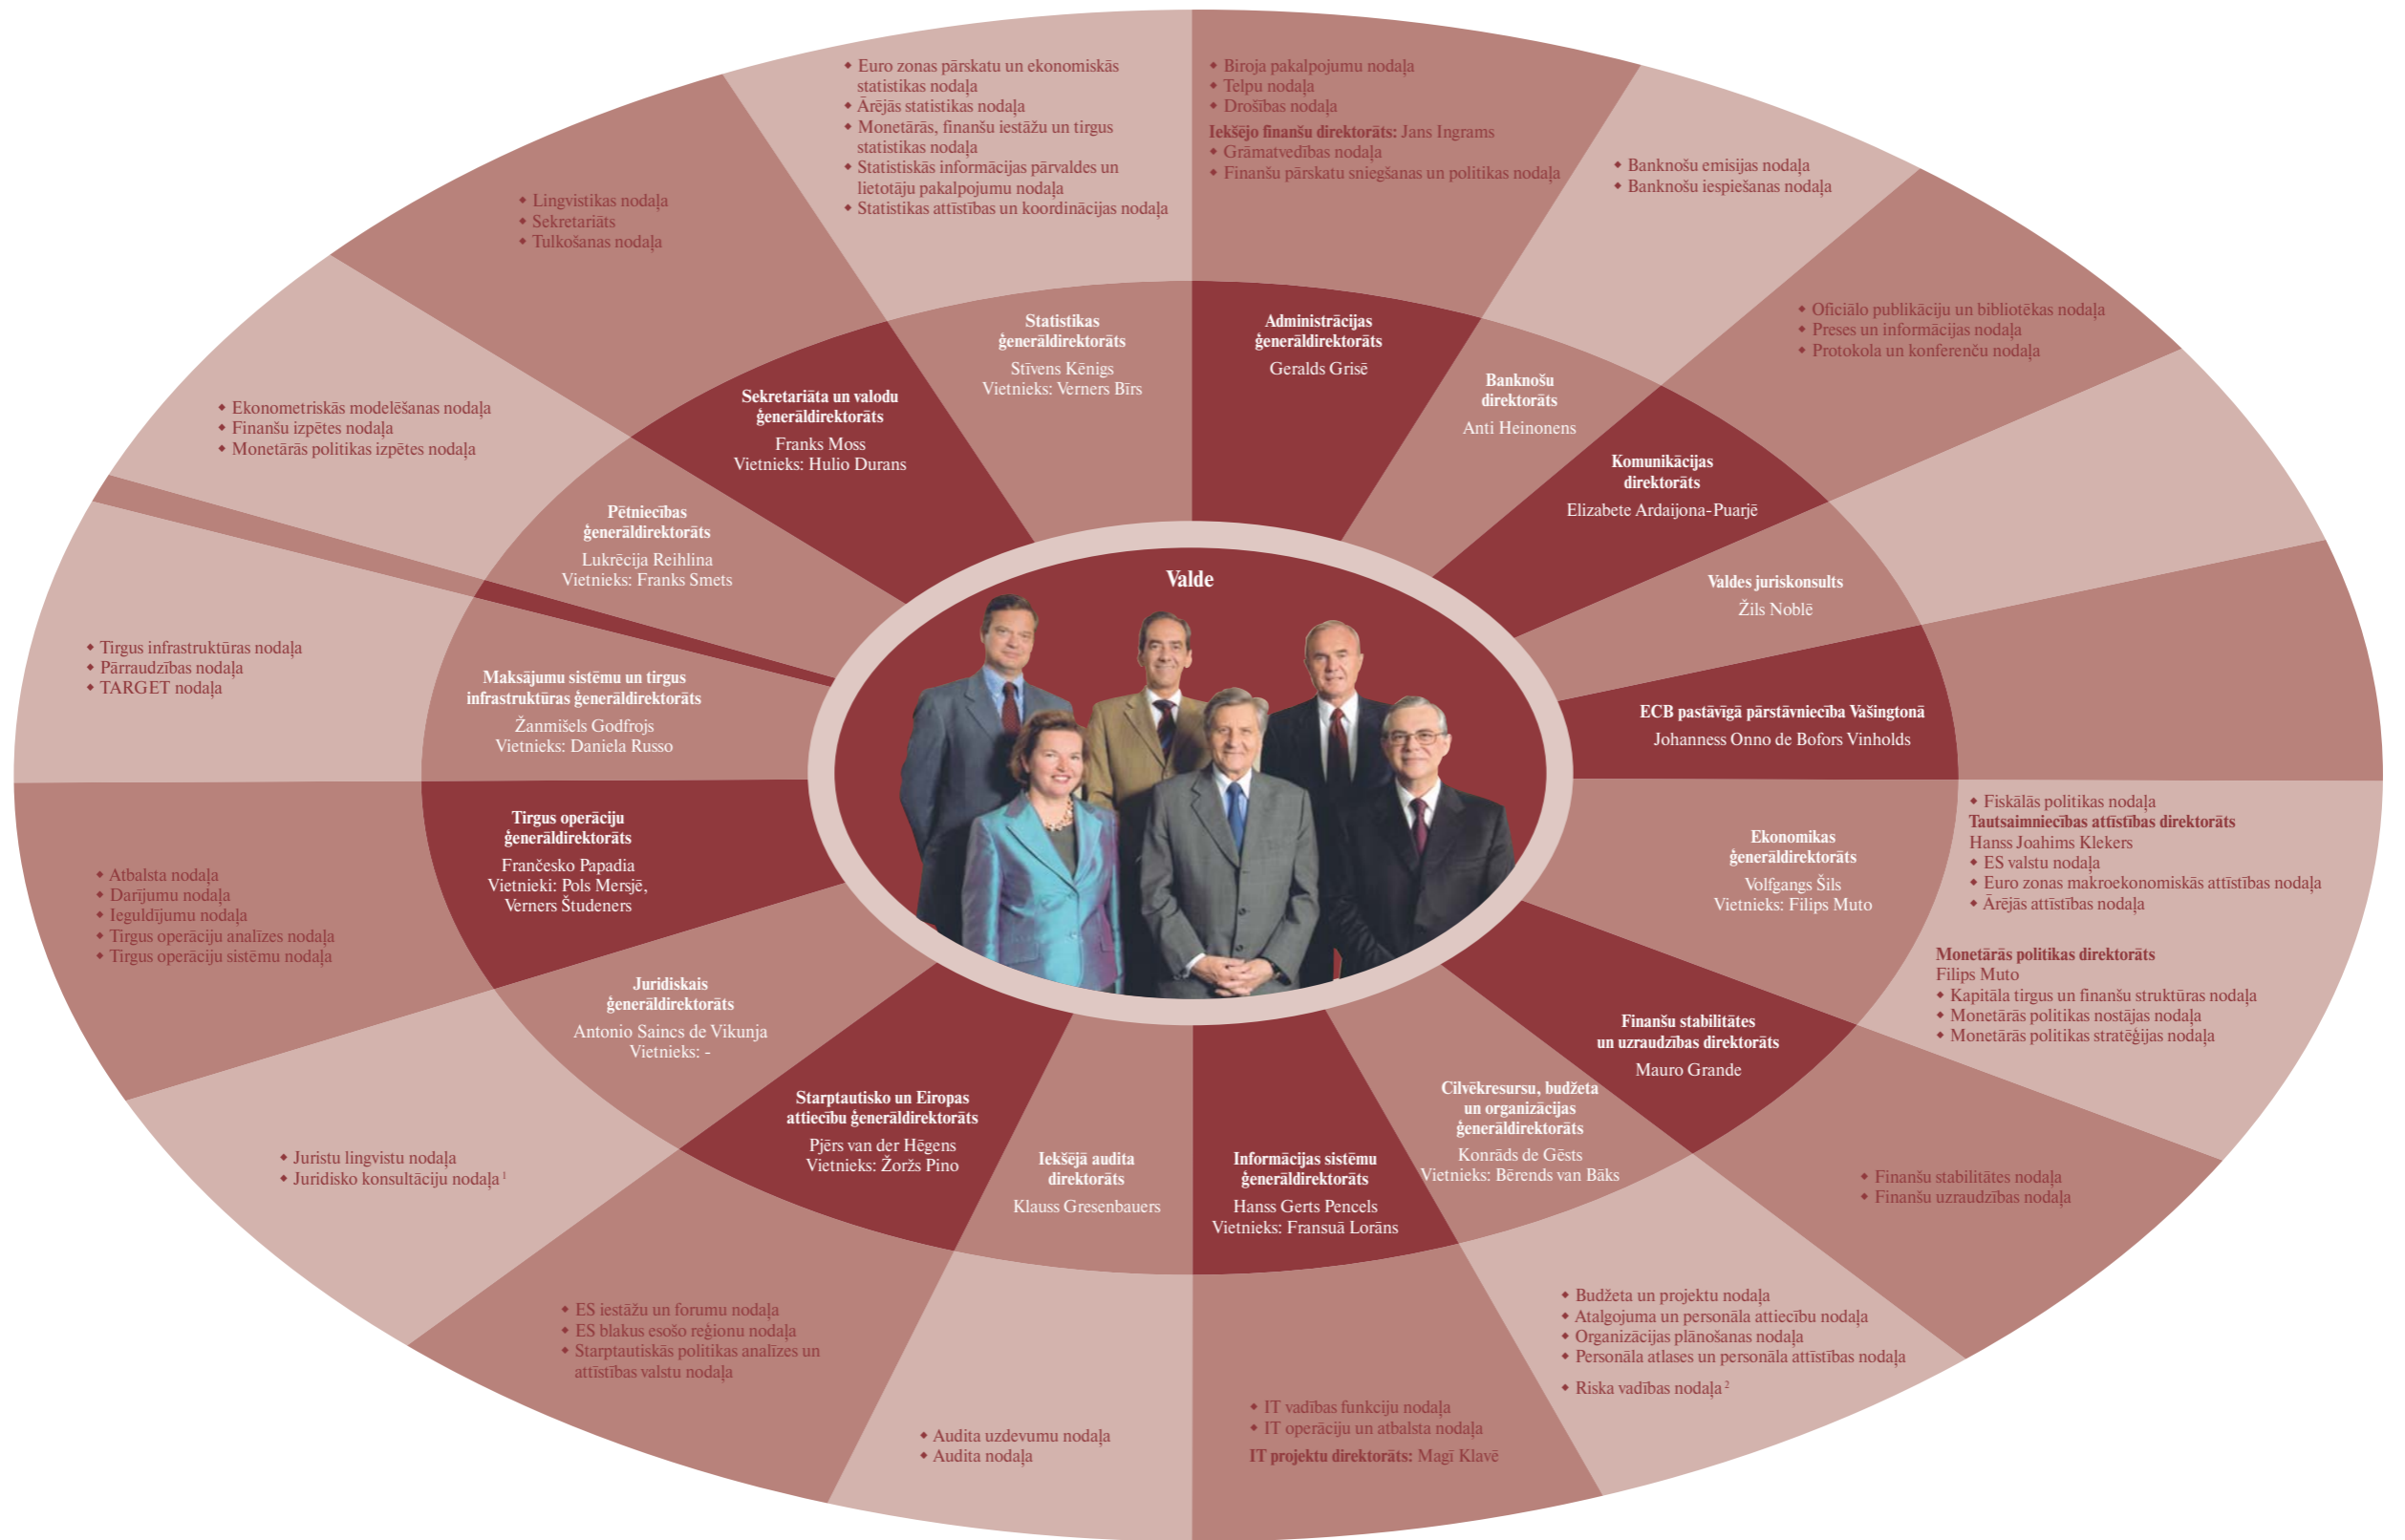 ◆ Euro zonas pārskatu un ekonomiskās
statistikas nodaļa
◆ Ārējās statistikas nodaļa
◆ Monetārās, finanšu iestāžu un tirgus
statistikas nodaļa
◆ Statistiskās informācijas pārvaldes un
lietotāju pakalpojumu nodaļa
◆ Statistikas attīstības un koordinācijas nodaļa
◆ Biroja pakalpojumu nodaļa
◆ Telpu nodaļa
◆ Drošības nodaļa
Iekšējo finanšu direktorāts: Jans Ingrams
◆ Grāmatvedības nodaļa
◆ Finanšu pārskatu sniegšanas un politikas nodaļa
◆ Banknošu emisijas nodaļa
◆ Banknošu iespiešanas nodaļa
◆ Oficiālo publikāciju un bibliotēkas nodaļa
◆ Preses un informācijas nodaļa
◆ Protokola un konferenču nodaļa
◆ Lingvistikas nodaļa
◆ Sekretariāts
◆ Tulkošanas nodaļa
◆ Ekonometriskās modelēšanas nodaļa
◆ Finanšu izpētes nodaļa
◆ Monetārās politikas izpētes nodaļa
◆ Tirgus infrastruktūras nodaļa
◆ Pārraudzības nodaļa
◆ TARGET nodaļa
Statistikas
ģenerāldirektorāts
Stīvens Kēnigs
Vietnieks: Verners Bīrs
Administrācijas
ģenerāldirektorāts
Geralds Grisē
Banknošu
direktorāts
Anti Heinonens
Komunikācijas
direktorāts
Elizabete Ardaijona-Puarjē
Valdes juriskonsults
Žils Noblē
ECB pastāvīgā pārstāvniecība Vašingtonā
Johanness Onno de Bofors Vinholds
Sekretariāta un valodu
ģenerāldirektorāts
Franks Moss
Vietnieks: Hulio Durans
Pētniecības
ģenerāldirektorāts
Lukrēcija Reihlina
Vietnieks: Franks Smets
Maksājumu sistēmu un tirgus
infrastruktūras ģenerāldirektorāts
Žanmišels Godfrojs
Vietnieks: Daniela Russo
Valde
Tirgus operāciju
ģenerāldirektorāts
Frančesko Papadia
Vietnieki: Pols Mersjē,
Verners Študeners
◆ Atbalsta nodaļa
◆ Darījumu nodaļa
◆ Ieguldījumu nodaļa
◆ Tirgus operāciju analīzes nodaļa
◆ Tirgus operāciju sistēmu nodaļa
Juridiskais
ģenerāldirektorāts
Antonio Saincs de Vikunja
Vietnieks: -
◆ Juristu lingvistu nodaļa
◆ Juridisko konsultāciju nodaļa 1
Starptautisko un Eiropas
attiecību ģenerāldirektorāts
Pjērs van der Hēgens
Vietnieks: Žoržs Pino
◆ ES iestāžu un forumu nodaļa
◆ ES blakus esošo reģionu nodaļa
◆ Starptautiskās politikas analīzes un
attīstības valstu nodaļa
Iekšējā audita
direktorāts
Klauss Gresenbauers
◆ Audita uzdevumu nodaļa
◆ Audita nodaļa
Informācijas sistēmu
ģenerāldirektorāts
Hanss Gerts Pencels
Vietnieks: Fransuā Lorāns
◆ IT vadības funkciju nodaļa
◆ IT operāciju un atbalsta nodaļa
IT projektu direktorāts: Magī Klavē
Cilvēkresursu, budžeta
un organizācijas
ģenerāldirektorāts
Konrāds de Gēsts
Vietnieks: Bērends van Bāks
◆ Budžeta un projektu nodaļa
◆ Atalgojuma un personāla attiecību nodaļa
◆ Organizācijas plānošanas nodaļa
◆ Personāla atlases un personāla attīstības nodaļa
◆ Riska vadības nodaļa 2
Finanšu stabilitātes
un uzraudzības direktorāts
Mauro Grande
◆ Finanšu stabilitātes nodaļa
◆ Finanšu uzraudzības nodaļa
Ekonomikas
ģenerāldirektorāts
Volfgangs Šils
Vietnieks: Filips Muto
◆ Fiskālās politikas nodaļa
Tautsaimniecības attīstības direktorāts
Hanss Joahims Klekers
◆ ES valstu nodaļa
◆ Euro zonas makroekonomiskās attīstības nodaļa
◆ Ārējās attīstības nodaļa
Monetārās politikas direktorāts
Filips Muto
◆ Kapitāla tirgus un finanšu struktūras nodaļa
◆ Monetārās politikas nostājas nodaļa
◆ Monetārās politikas stratēģijas nodaļa